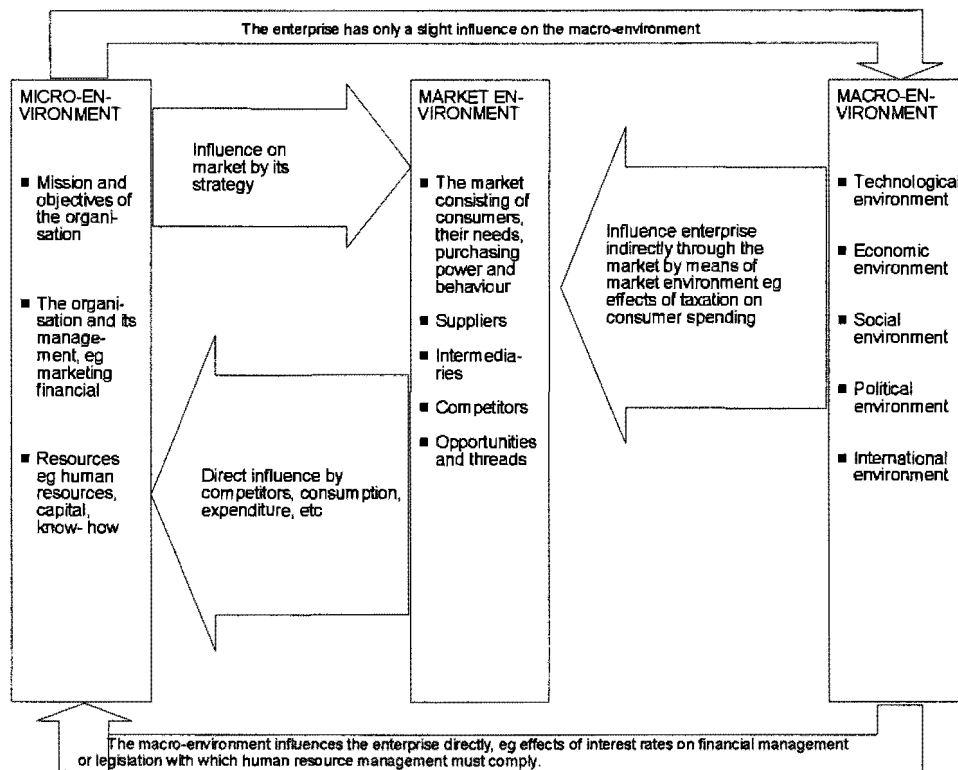 The enterprise has only a slight influence on the macro-environment
MICRO-EN-
VIRONMENT
■ Mission and
objectives of
the organi-
sation
■ The organi-
sation and its
manage-
ment, eg
marketing
financial
■ Resources
eg human
resources,
capital,
know- how
Influence on
market by its
strategy
Direct influence by
competitors, consumption,
expenditure, etc
MARKET EN-
VIRONMENT
■ The market
consisting of
consumers,
their needs,
purchasing
power and
behaviour
■ Suppliers
■ Intermedia-
ries
■ Competitors
■ Opportunities
and threads
Influence enterprise
indirectly through the
market by means of
market environment eg
effects of taxation on
consumer spending
MACRO-EN-
VIRONMENT
■ Technological
environment
■ Economic
environment
■ Social
environment
■ Political
environment
■ International
environment
The macro-environment influences the enterprise directly, eg effects of interest rates on financial management
or legislation with which human resource management must comply.